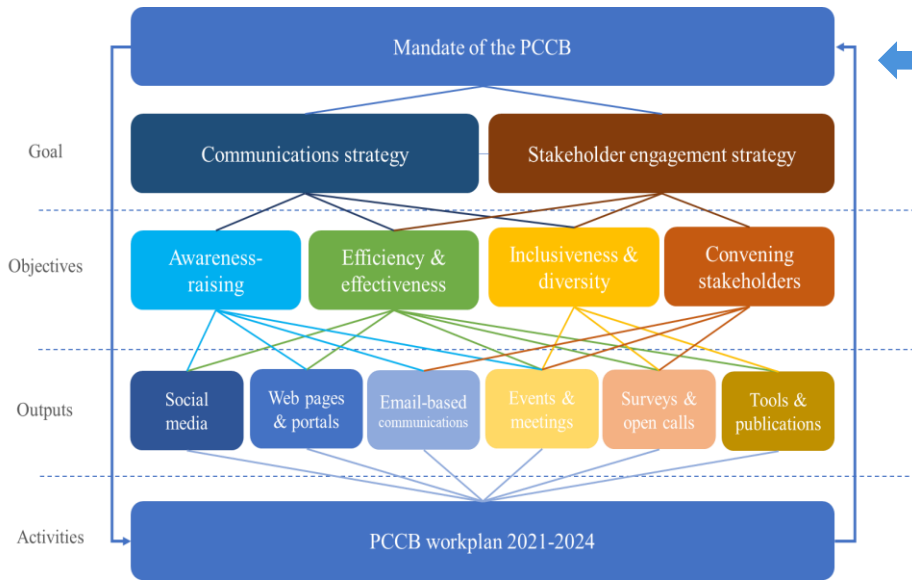 Mandate of the PCCB
Goal
Communications strategy
Stakeholder engagement strategy
Objectives
Awareness-
raising
Efficiency &
effectiveness
Inclusiveness &
diversity
Convening
stakeholders
Outputs
Social
media
Web pages
& portals
Email-based
communications
Events &
meetings
Surveys &
open calls
Tools &
publications
Activities
PCCB workplan 2021-2024